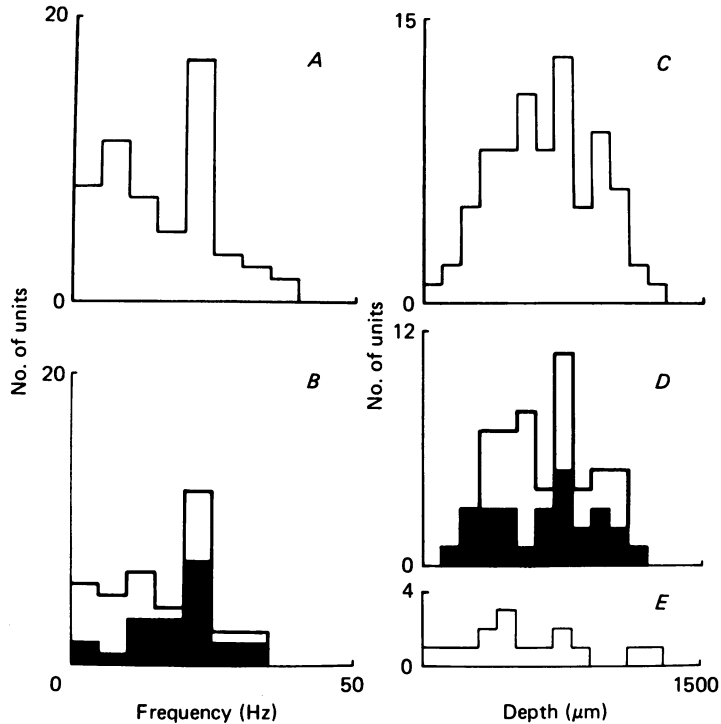 20
A
0
No. of units
20
B
0
50
Frequency (Hz)
15
C
0
No. of units
12
D
0
4
E
0
1500
Depth (μm)